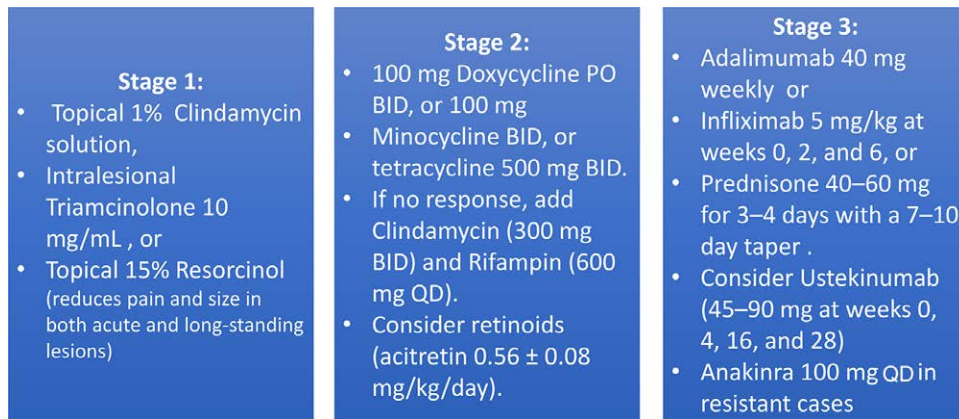 Stage 1:
• Topical 1% Clindamycin
solution,
• Intralesional
Triamcinolone 10
mg/mL , or
• Topical 15% Resorcinol
(reduces pain and size in
both acute and long-standing
lesions)
Stage 2:
• 100 mg Doxycycline PO
BID, or 100 mg
• Minocycline BID, or
tetracycline 500 mg BID.
• If no response, add
Clindamycin (300 mg
BID) and Rifampin (600
mg QD).
• Consider retinoids
(acitretin 0.56 ± 0.08
mg/kg/day).
Stage 3:
• Adalimumab 40 mg
weekly or
• Infliximab 5 mg/kg at
weeks 0, 2, and 6, or
• Prednisone 40–60 mg
for 3–4 days with a 7–10
day taper .
• Consider Ustekinumab
(45–90 mg at weeks 0,
4, 16, and 28)
• Anakinra 100 mg QD in
resistant cases